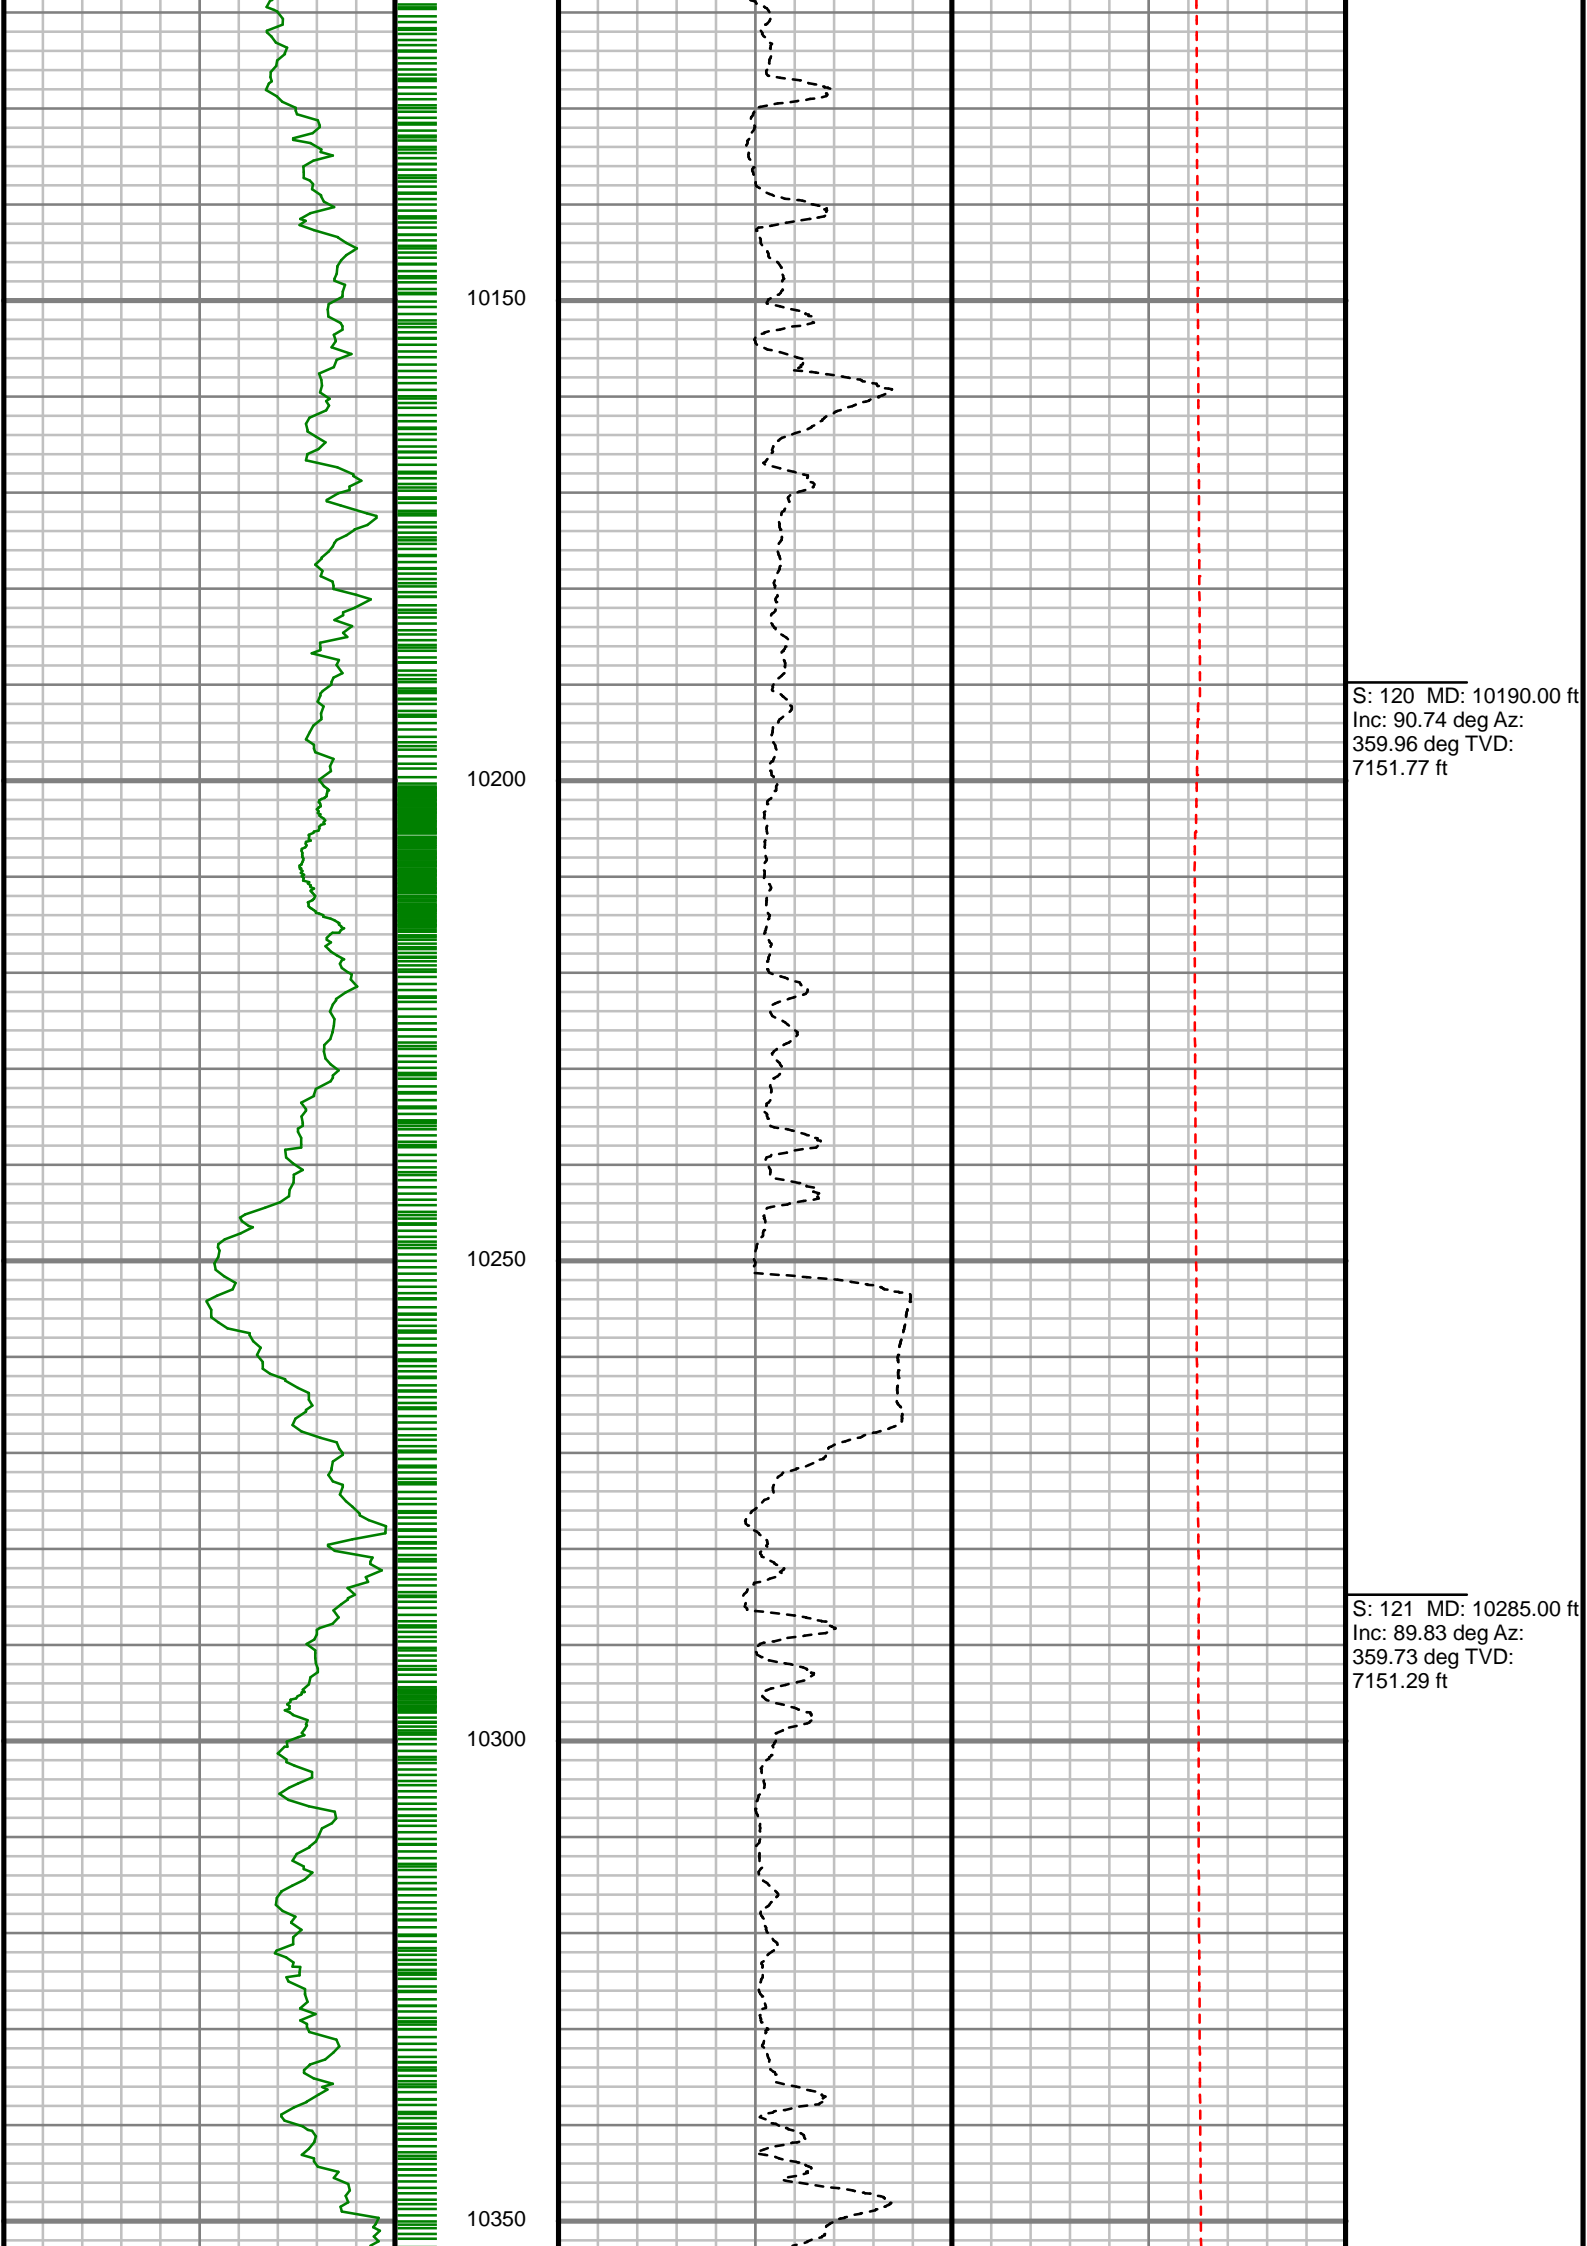 10150
S: 120 MD: 10190.00 ft
Inc: 90.74 deg Az:
359.96 deg TVD:
7151.77 ft
10200
10250
S: 121 MD: 10285.00 ft
Inc: 89.83 deg Az:
359.73 deg TVD:
7151.29 ft
10300
10350